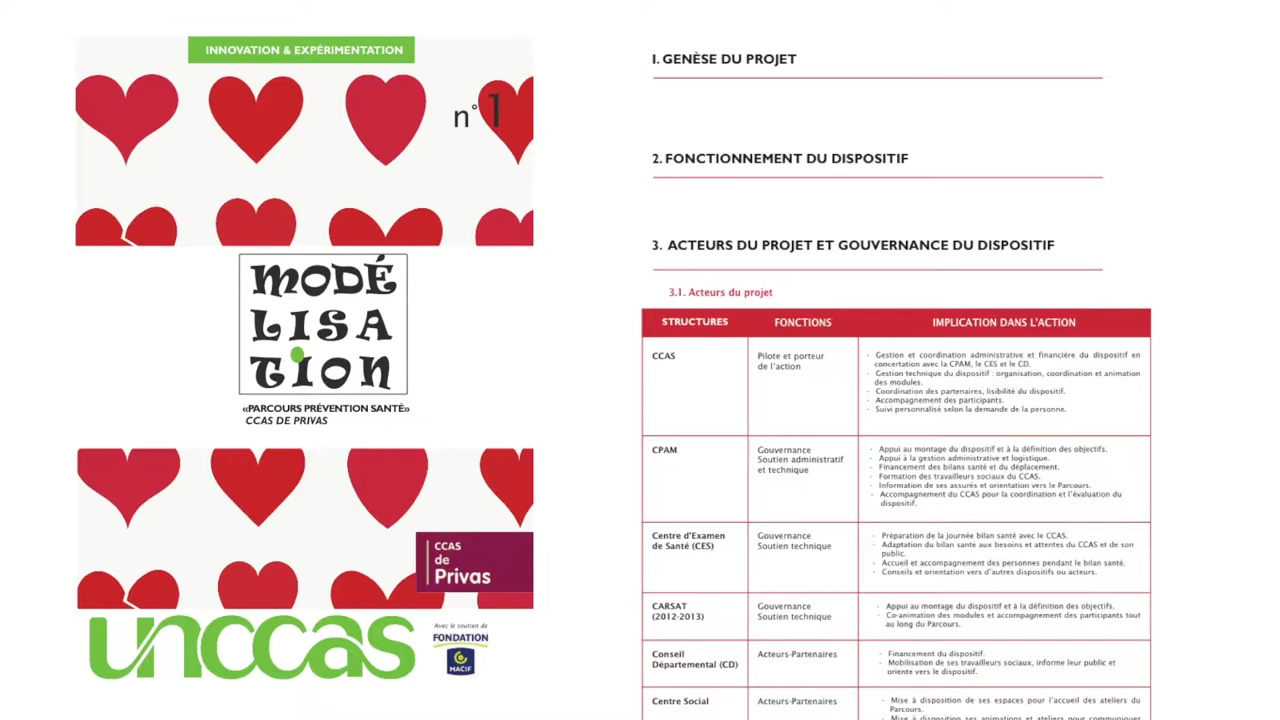 INNOVATION & EXPÉRIMENTATION
n°1
MODÉ
LISA
TION
«PARCOURS PRÉVENTION SANTÉ»
CCAS DE PRIVAS
CCAS
de
Privas
unccas
Avec le soutien de
FONDATION
MACIF
1. GENÈSE DU PROJET
2. FONCTIONNEMENT DU DISPOSITIF
3. ACTEURS DU PROJET ET GOUVERNANCE DU DISPOSITIF
3.1. Acteurs du projet
STRUCTURES FONCTIONS IMPLICATION DANS L'ACTION
CCAS
Pilote et porteur
de l'action
- Gestion et coordination administrative et financière du dispositif en
concertation avec la CPAM, le CES et le CD.
- Gestion technique du dispositif : organisation, coordination et animation
des modules.
- Coordination des partenaires, lisibilité du dispositif.
- Accompagnement des participants.
- Suivi personnalisé selon la demande de la personne.
CPAM
Gouvernance
Soutien administratif
et technique
- Appui au montage du dispositif et à la définition des objectifs.
- Appui à la gestion administrative et logistique.
- Financement des bilans santé et du déplacement.
- Formation des travailleurs sociaux du CCAS.
- Information de ses assurés et orientation vers le Parcours.
- Accompagnement du CCAS pour la coordination et l'évaluation du
dispositif.
Centre d'Examen
de Santé (CES)
Gouvernance
Soutien technique
- Préparation de la journée bilan santé avec le CCAS.
- Adaptation du bilan santé aux besoins et attentes du CCAS et de son
public.
- Accueil et accompagnement des personnes pendant le bilan santé.
- Conseils et orientation vers d'autres dispositifs ou acteurs.
CARSAT
(2012-2013)
Gouvernance
Soutien technique
- Appui au montage du dispositif et à la définition des objectifs.
- Co-animation des modules et accompagnement des participants tout
au long du Parcours.
Conseil
Départemental (CD)
Acteurs-Partenaires
- Financement du dispositif.
- Mobilisation de ses travailleurs sociaux, informe leur public et
oriente vers le dispositif.
Centre Social
Acteurs-Partenaires
- Mise à disposition de ses espaces pour l'accueil des ateliers du
Parcours.
- Mise à disposition ses animations et ateliers pour communiquer